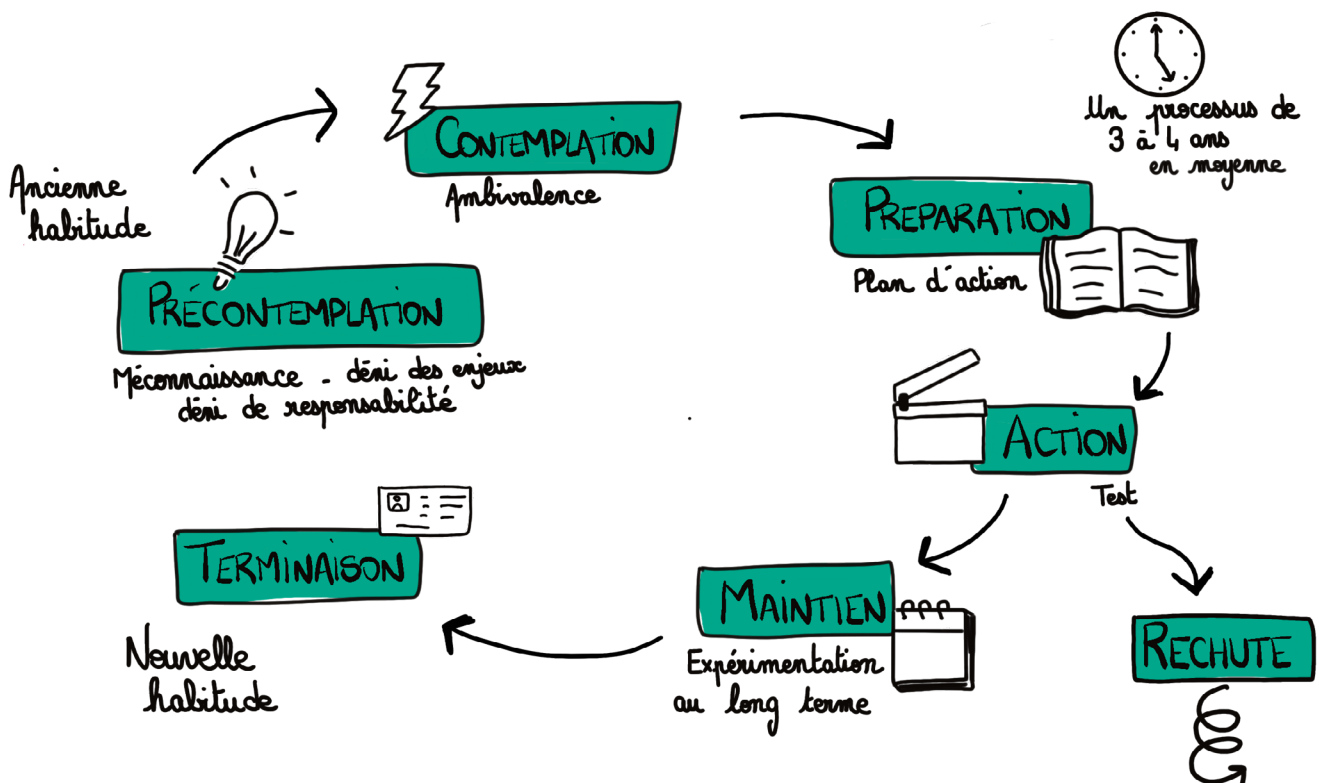 Un processus de
3 à 4 ans
en moyenne
CONTEMPLATION
Ambivalence
Ancienne
habitude
PREPARATION
Plan d'action
PRÉCONTEMPLATION
Méconnaissance - déni des enjeux
déni de responsabilité
ACTION
Test
TERMINAISON
Nouvelle
habitude
MAINTIEN
Expérimentation
au long terme
RECHUTE